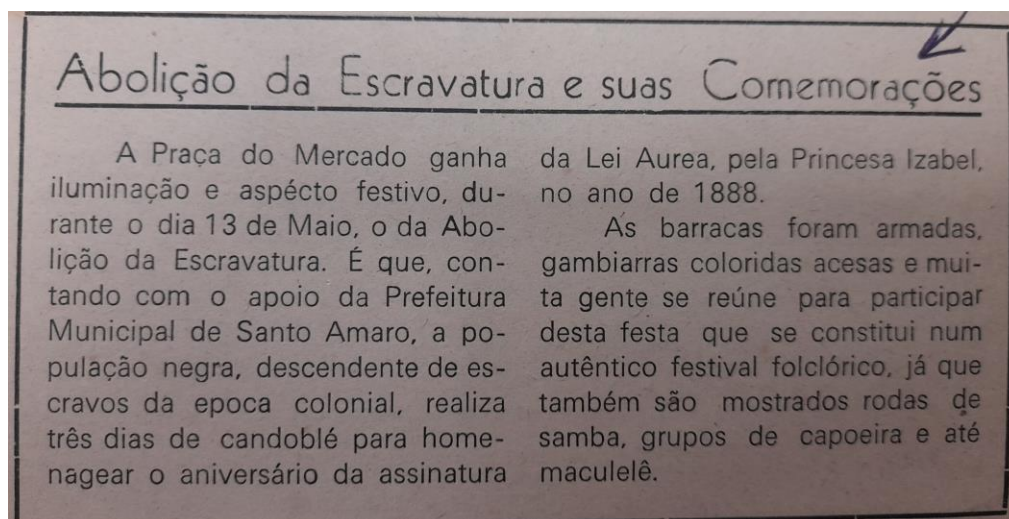 Abolição da Escravatura e suas Comemorações
A Praça do Mercado ganha
iluminação e aspécto festivo, du-
rante o dia 13 de Maio, o da Abo-
lição da Escravatura. É que, con-
tando com o apoio da Prefeitura
Municipal de Santo Amaro, a po-
pulação negra, descendente de es-
cravos da epoca colonial, realiza
três dias de candoblé para home-
nagear o aniversário da assinatura
da Lei Aurea, pela Princesa Izabel,
no ano de 1888.
As barracas foram armadas,
gambiarras coloridas acesas e mui-
ta gente se reúne para participar
desta festa que se constitui num
autêntico festival folclórico, já que
também são mostrados rodas de
samba, grupos de capoeira e até
maculelê.